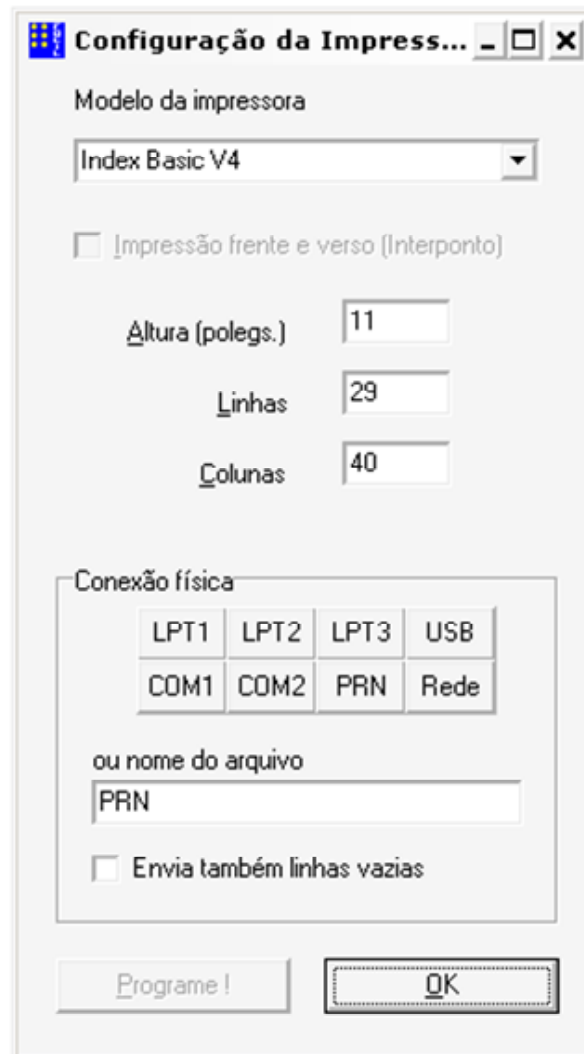 Configuração da Impress...
Modelo da impressora
Index Basic V4
Impressão frente e verso (Interponto)
Altura (polegs.) 11
Linhas 29
Colunas 40
Conexão física
LPT1 LPT2 LPT3 USB
COM1 COM2 PRN Rede
ou nome do arquivo
PRN
Envia também linhas vazias
Programe ! OK